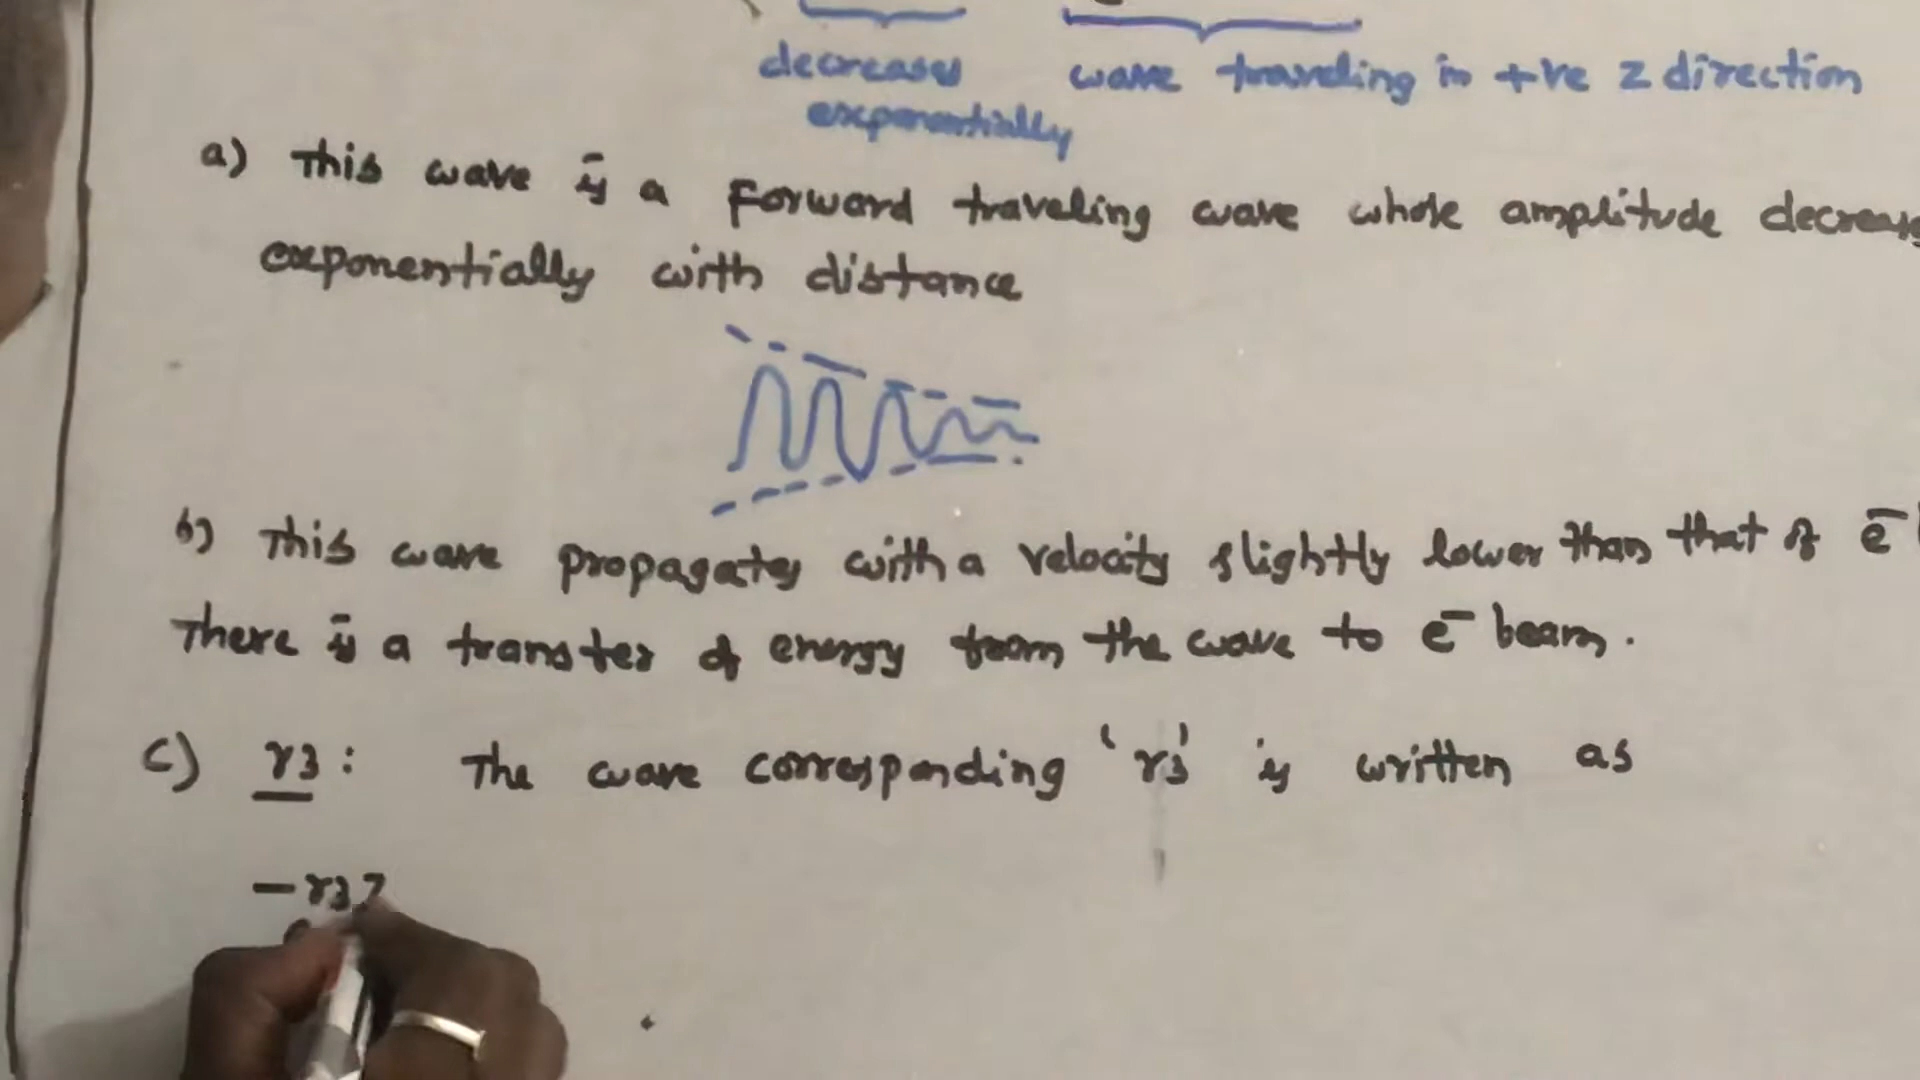 decreases wave traveling in +ve z direction
exponentially
a) This wave is a Forward traveling wave whose amplitude decreas
exponentially with distance
b) This wave propagates with a velocity slightly lower than that of e⁻
There is a transfer of energy from the wave to e⁻ beam.
c) γ3: The wave corresponding 'γ3' is written as
-γ3z